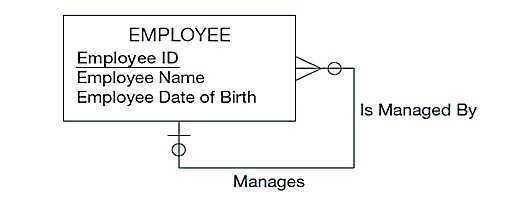 EMPLOYEE
Employee ID
Employee Name
Employee Date of Birth
Is Managed By
Manages